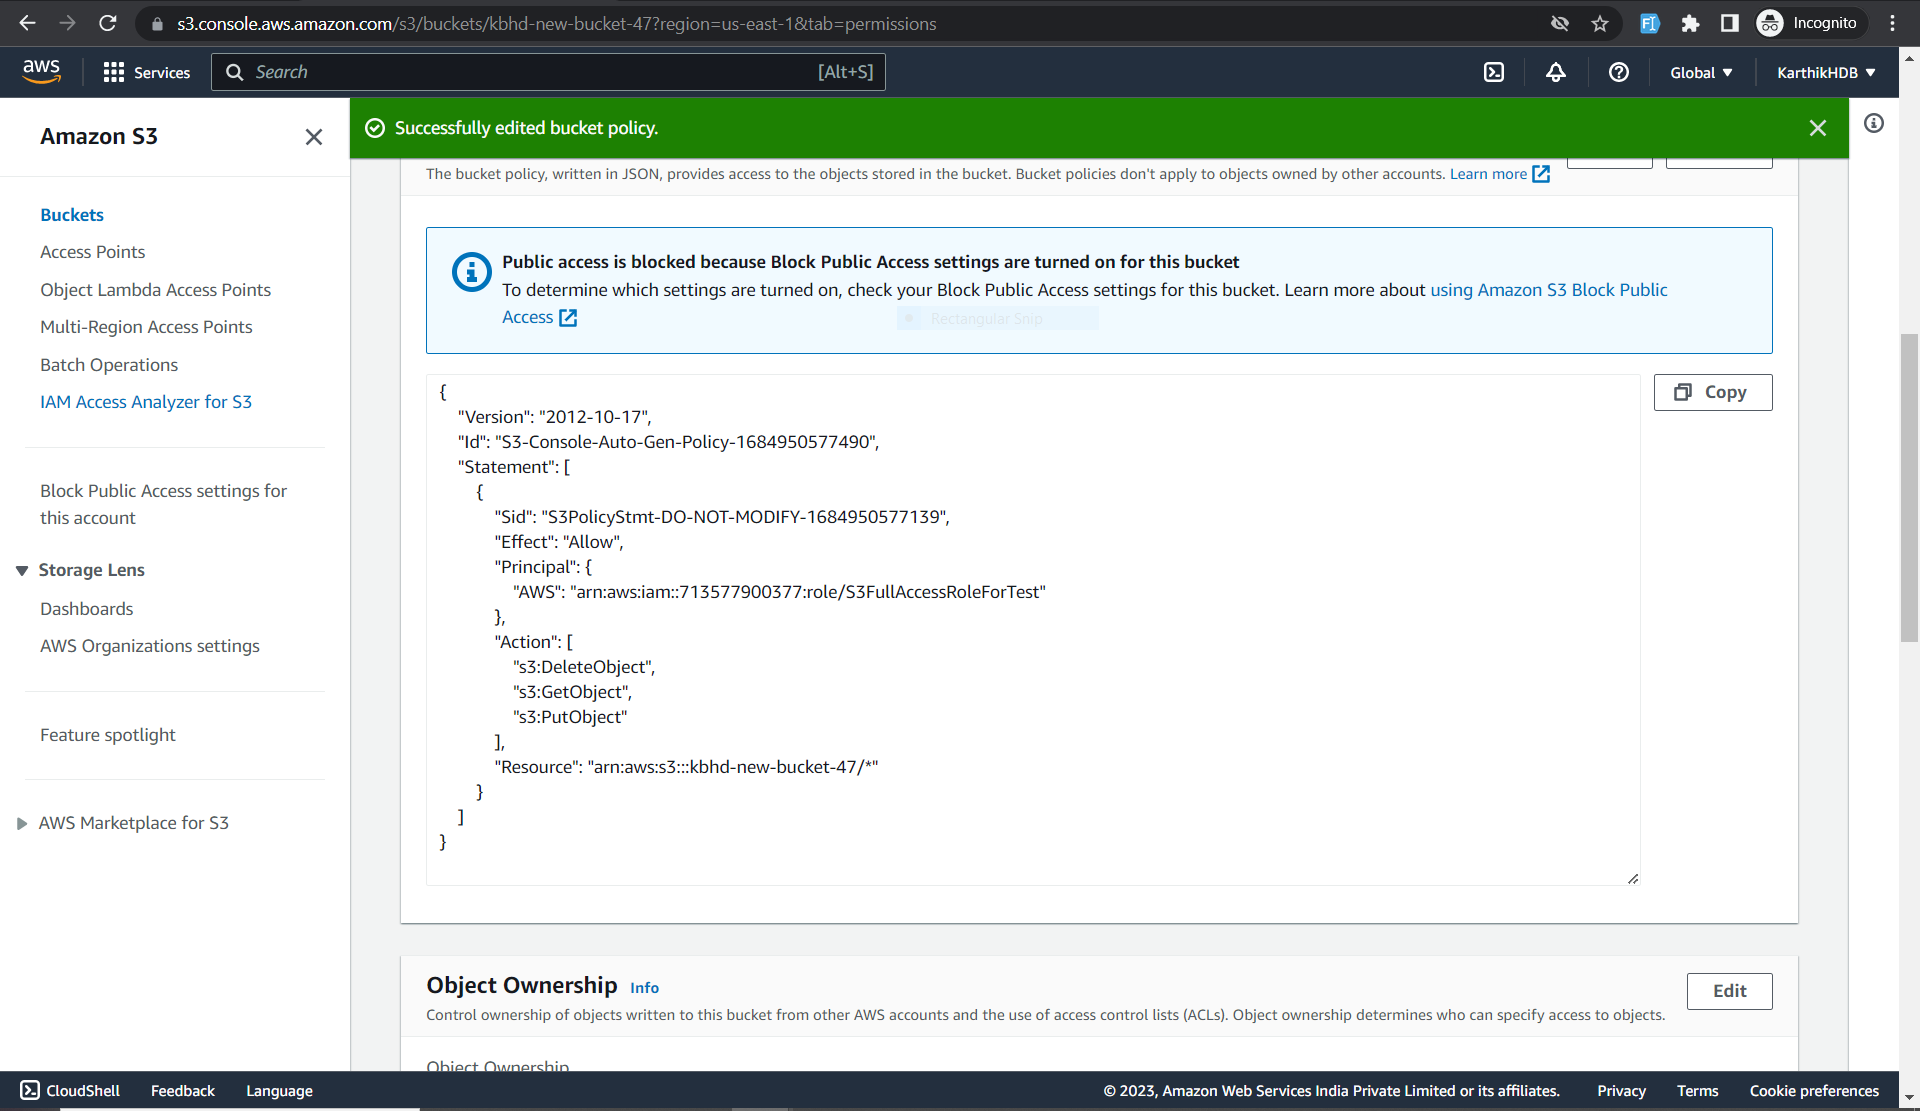 s3.console.aws.amazon.com/s3/buckets/kbhd-new-bucket-47?region=us-east-1&tab=permissions
Incognito
aws
Services
Search
[Alt+S]
Global
KarthikHDB
Amazon S3
Successfully edited bucket policy.
The bucket policy, written in JSON, provides access to the objects stored in the bucket. Bucket policies don't apply to objects owned by other accounts. Learn more
Buckets
Access Points
Object Lambda Access Points
Multi-Region Access Points
Batch Operations
IAM Access Analyzer for S3
Block Public Access settings for
this account
Storage Lens
Dashboards
AWS Organizations settings
Feature spotlight
AWS Marketplace for S3
Public access is blocked because Block Public Access settings are turned on for this bucket
To determine which settings are turned on, check your Block Public Access settings for this bucket. Learn more about using Amazon S3 Block Public
Access
Rectangular Snip
Copy
{
"Version": "2012-10-17",
"Id": "S3-Console-Auto-Gen-Policy-1684950577490",
"Statement": [
{
"Sid": "S3PolicyStmt-DO-NOT-MODIFY-1684950577139",
"Effect": "Allow",
"Principal": {
"AWS": "arn:aws:iam::713577900377:role/S3FullAccessRoleForTest"
},
"Action": [
"s3:DeleteObject",
"s3:GetObject",
"s3:PutObject"
],
"Resource": "arn:aws:s3:::kbhd-new-bucket-47/*"
}
]
}
Object Ownership Info
Edit
Control ownership of objects written to this bucket from other AWS accounts and the use of access control lists (ACLs). Object ownership determines who can specify access to objects.
Object Ownership
CloudShell
Feedback
Language
© 2023, Amazon Web Services India Private Limited or its affiliates.
Privacy
Terms
Cookie preferences